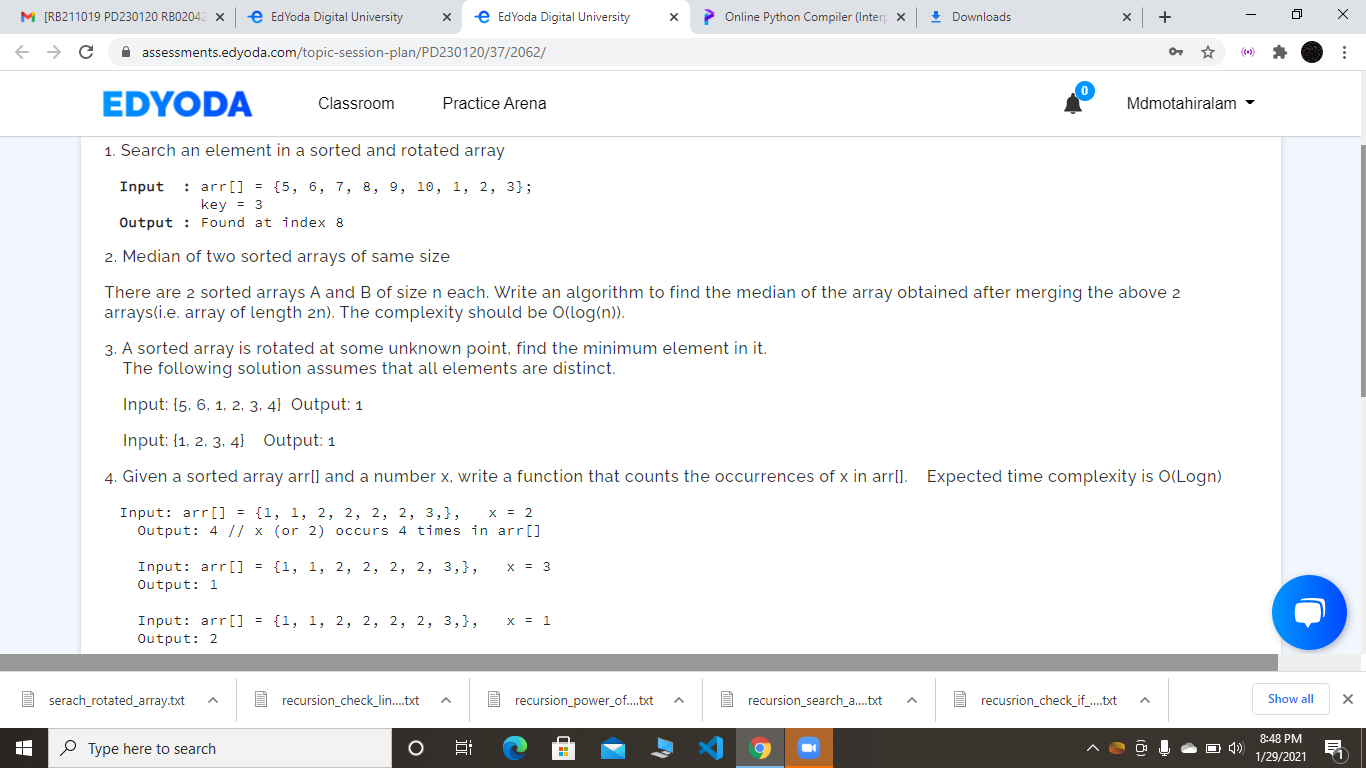 [RB211019 PD230120 RB0204
EdYoda Digital University
EdYoda Digital University
Online Python Compiler (Interp
Downloads
assessments.edyoda.com/topic-session-plan/PD230120/37/2062/
EDYODA
Classroom
Practice Arena
0
Mdmotahiralam
1. Search an element in a sorted and rotated array
Input : arr[] = {5, 6, 7, 8, 9, 10, 1, 2, 3};
key = 3
Output : Found at index 8
2. Median of two sorted arrays of same size
There are 2 sorted arrays A and B of size n each. Write an algorithm to find the median of the array obtained after merging the above 2
arrays(i.e. array of length 2n). The complexity should be O(log(n)).
3. A sorted array is rotated at some unknown point, find the minimum element in it.
The following solution assumes that all elements are distinct.
Input: {5, 6, 1, 2, 3, 4} Output: 1
Input: {1, 2, 3, 4} Output: 1
4. Given a sorted array arr[] and a number x, write a function that counts the occurrences of x in arr[]. Expected time complexity is O(Logn)
Input: arr[] = {1, 1, 2, 2, 2, 2, 3,}, x = 2
Output: 4 // x (or 2) occurs 4 times in arr[]
Input: arr[] = {1, 1, 2, 2, 2, 2, 3,}, x = 3
Output: 1
Input: arr[] = {1, 1, 2, 2, 2, 2, 3,}, x = 1
Output: 2
serach_rotated_array.txt
recursion_check_lin....txt
recursion_power_of....txt
recursion_search_a....txt
recusrion_check_if_....txt
Show all
Type here to search
8:48 PM
1/29/2021
1